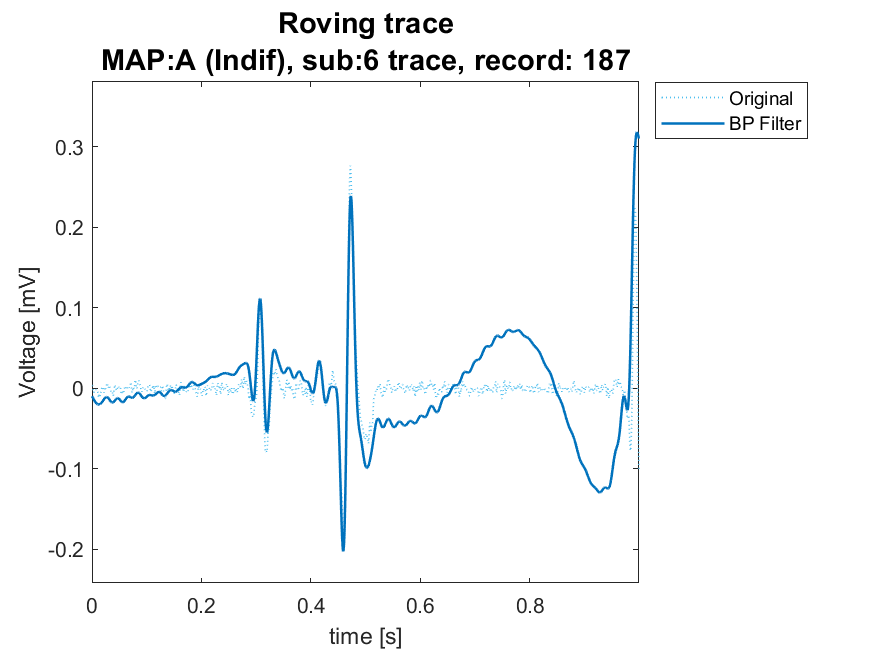 Roving trace
MAP:A (Indif), sub:6 trace, record: 187
Original
BP Filter
0.3
0.2
0.1
0
-0.1
-0.2
Voltage [mV]
0
0.2
0.4
0.6
0.8
time [s]